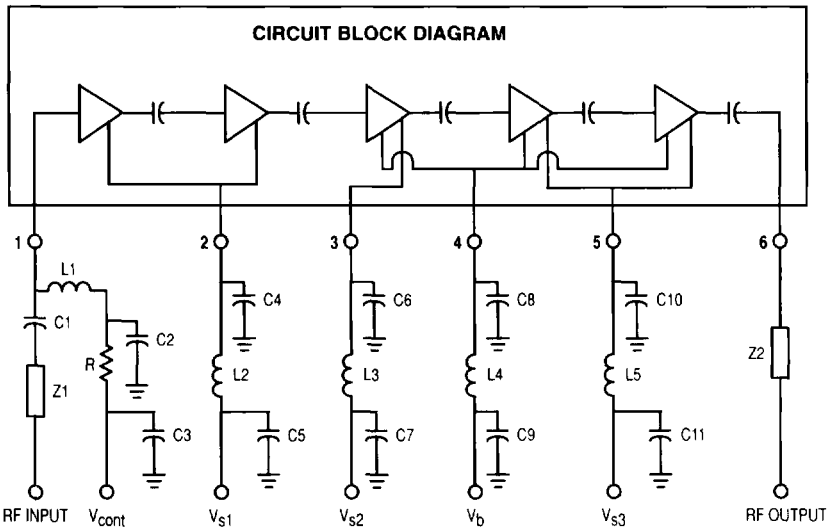 CIRCUIT BLOCK DIAGRAM
1 2 3 4 5 6
L1
C4 C6 C8 C10
C1
C2
R L2 L3 L4 L5 Z2
Z1
C3 C5 C7 C9 C11
RF INPUT Vcont Vs1 Vs2 Vb Vs3 RF OUTPUT